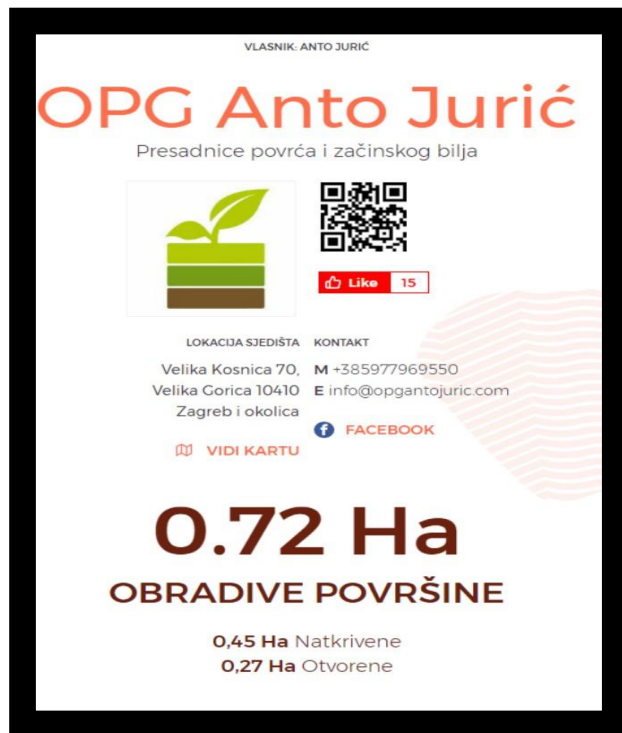 VLASNIK: ANTO JURIĆ
OPG Anto Jurić
Presadnice povrća i začinskog bilja
Like 15
LOKACIJA SJEDIŠTA
Velika Kosnica 70,
Velika Gorica 10410
Zagreb i okolica
VIDI KARTU
KONTAKT
M +385977969550
E info@opgantojuric.com
FACEBOOK
0.72 Ha
OBRADIVE POVRŠINE
0,45 Ha Natkrivene
0,27 Ha Otvorene